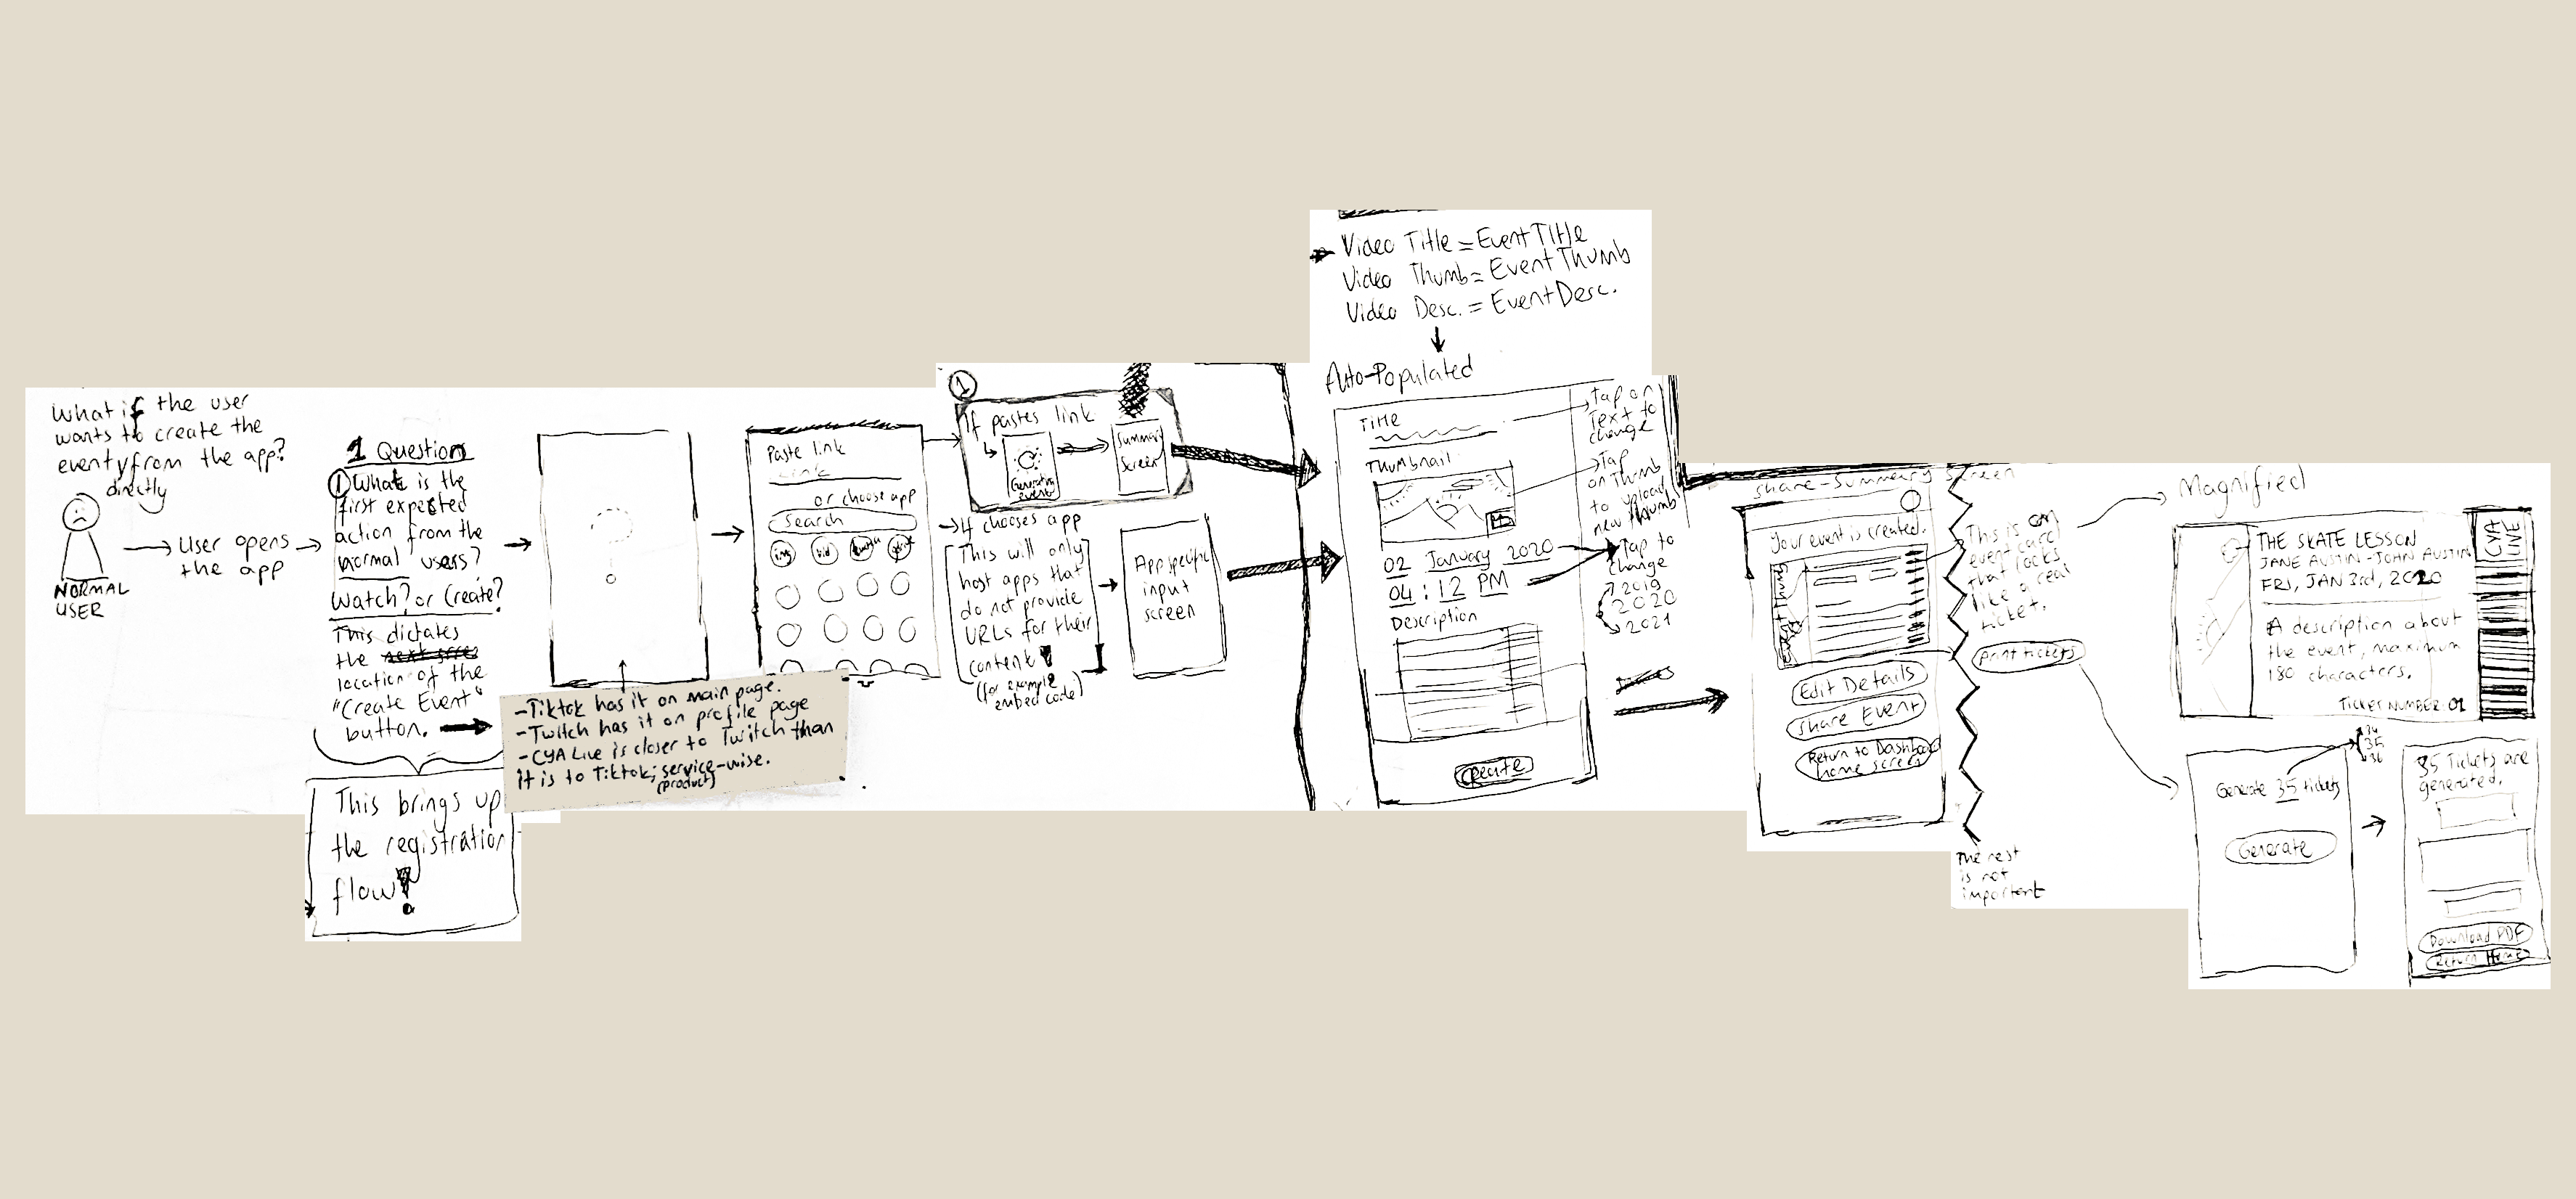 What if the user
wants to create the
event from the app?
directly
NORMAL
USER
User opens
the app
1 Question
1 What is the
first expected
action from the
normal users?
Watch? or Create?
This dictates
the
location of the
"Create Event"
button.
This brings up
the registration
flow!
-Tiktok has it on main page.
-Twitch has it on profile page
-CYA Live is closer to Twitch than
it is to Tiktok; service-wise.
(product)
Paste link
Link
or choose app
Search
1
If pastes link
Generating
event
Summary
Screen
If chooses app
This will only
host apps that
do not provide
URLs for their
content!
(for example
embed code)
App specific
input
screen
Video Title = Event Title
Video Thumb = Event Thumb
Video Desc. = Event Desc.
Auto-Populated
Title
Thumbnail
02 January 2020
04 : 12 PM
Description
Create
Tap on
Text to
change
Tap
on Thumb
to upload
new thumb
Tap to
change
2019
2020
2021
Share-Summary Screen
Your event is created.
Edit Details
Share Event
Return to Dashboard
home screen
This is an
event card
that looks
like a real
ticket.
print tickets
The rest
is not
important
Magnified
THE SKATE LESSON
JANE AUSTIN-JOHN AUSTIN
FRI, JAN 3rd, 2020
A description about
the event, maximum
180 characters.
TICKET NUMBER: 01
CYA
LIVE
34
35
36
Generate 35 tickets
Generate
35 Tickets are
generated.
Download PDF
Return Home